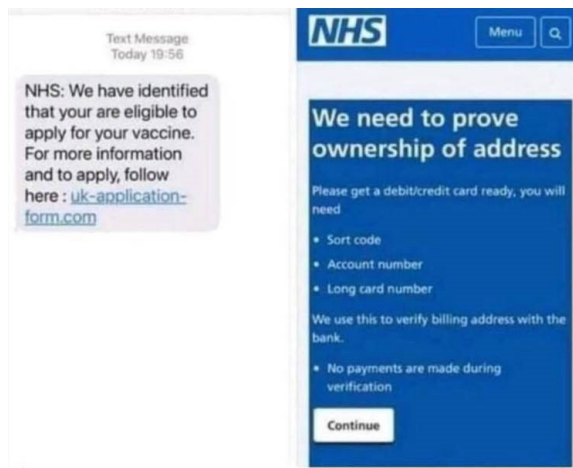 Text Message
Today 19:56
NHS: We have identified
that your are eligible to
apply for your vaccine.
For more information
and to apply, follow
here : uk-application-
form.com
NHS
Menu
We need to prove
ownership of address
Please get a debit/credit card ready, you will
need
• Sort code
• Account number
• Long card number
We use this to verify billing address with the
bank.
• No payments are made during
verification
Continue